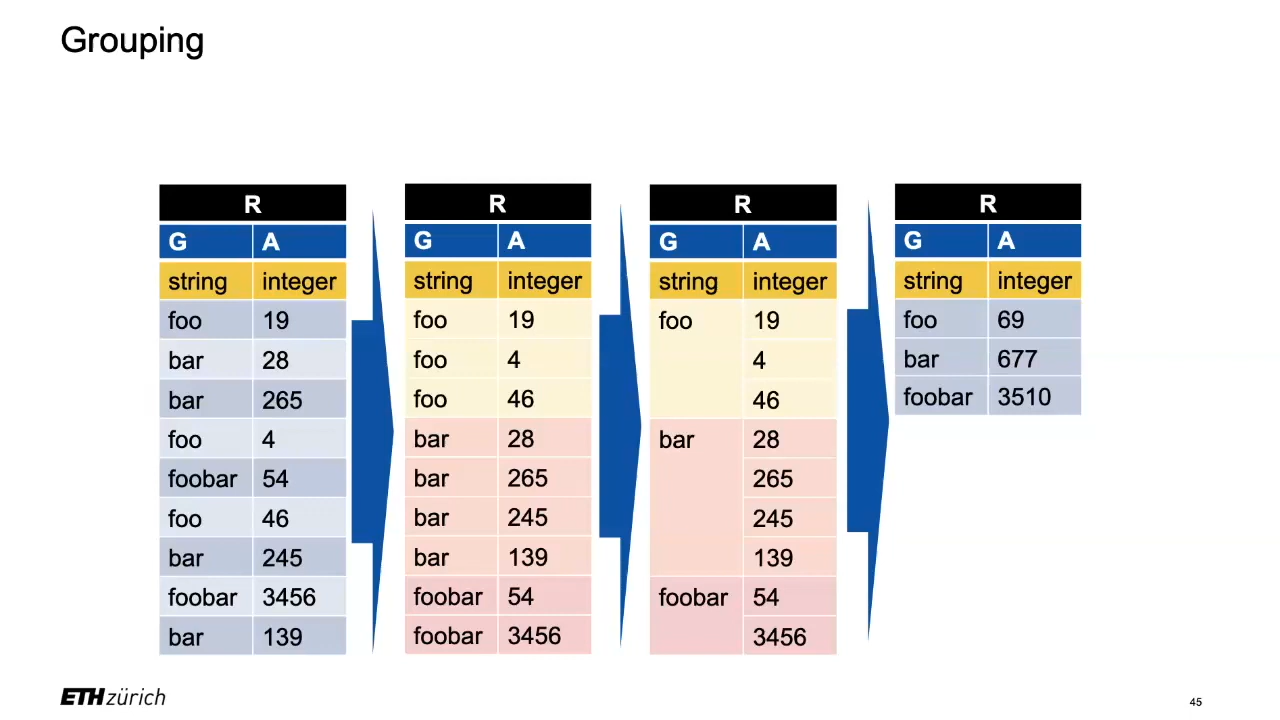 Grouping
R
G A
string integer
foo 19
bar 28
bar 265
foo 4
foobar 54
foo 46
bar 245
foobar 3456
bar 139
R
G A
string integer
foo 19
foo 4
foo 46
bar 28
bar 265
bar 245
bar 139
foobar 54
foobar 3456
R
G A
string integer
foo 19
4
46
bar 28
265
245
139
foobar 54
3456
R
G A
string integer
foo 69
bar 677
foobar 3510
ETH zürich
45